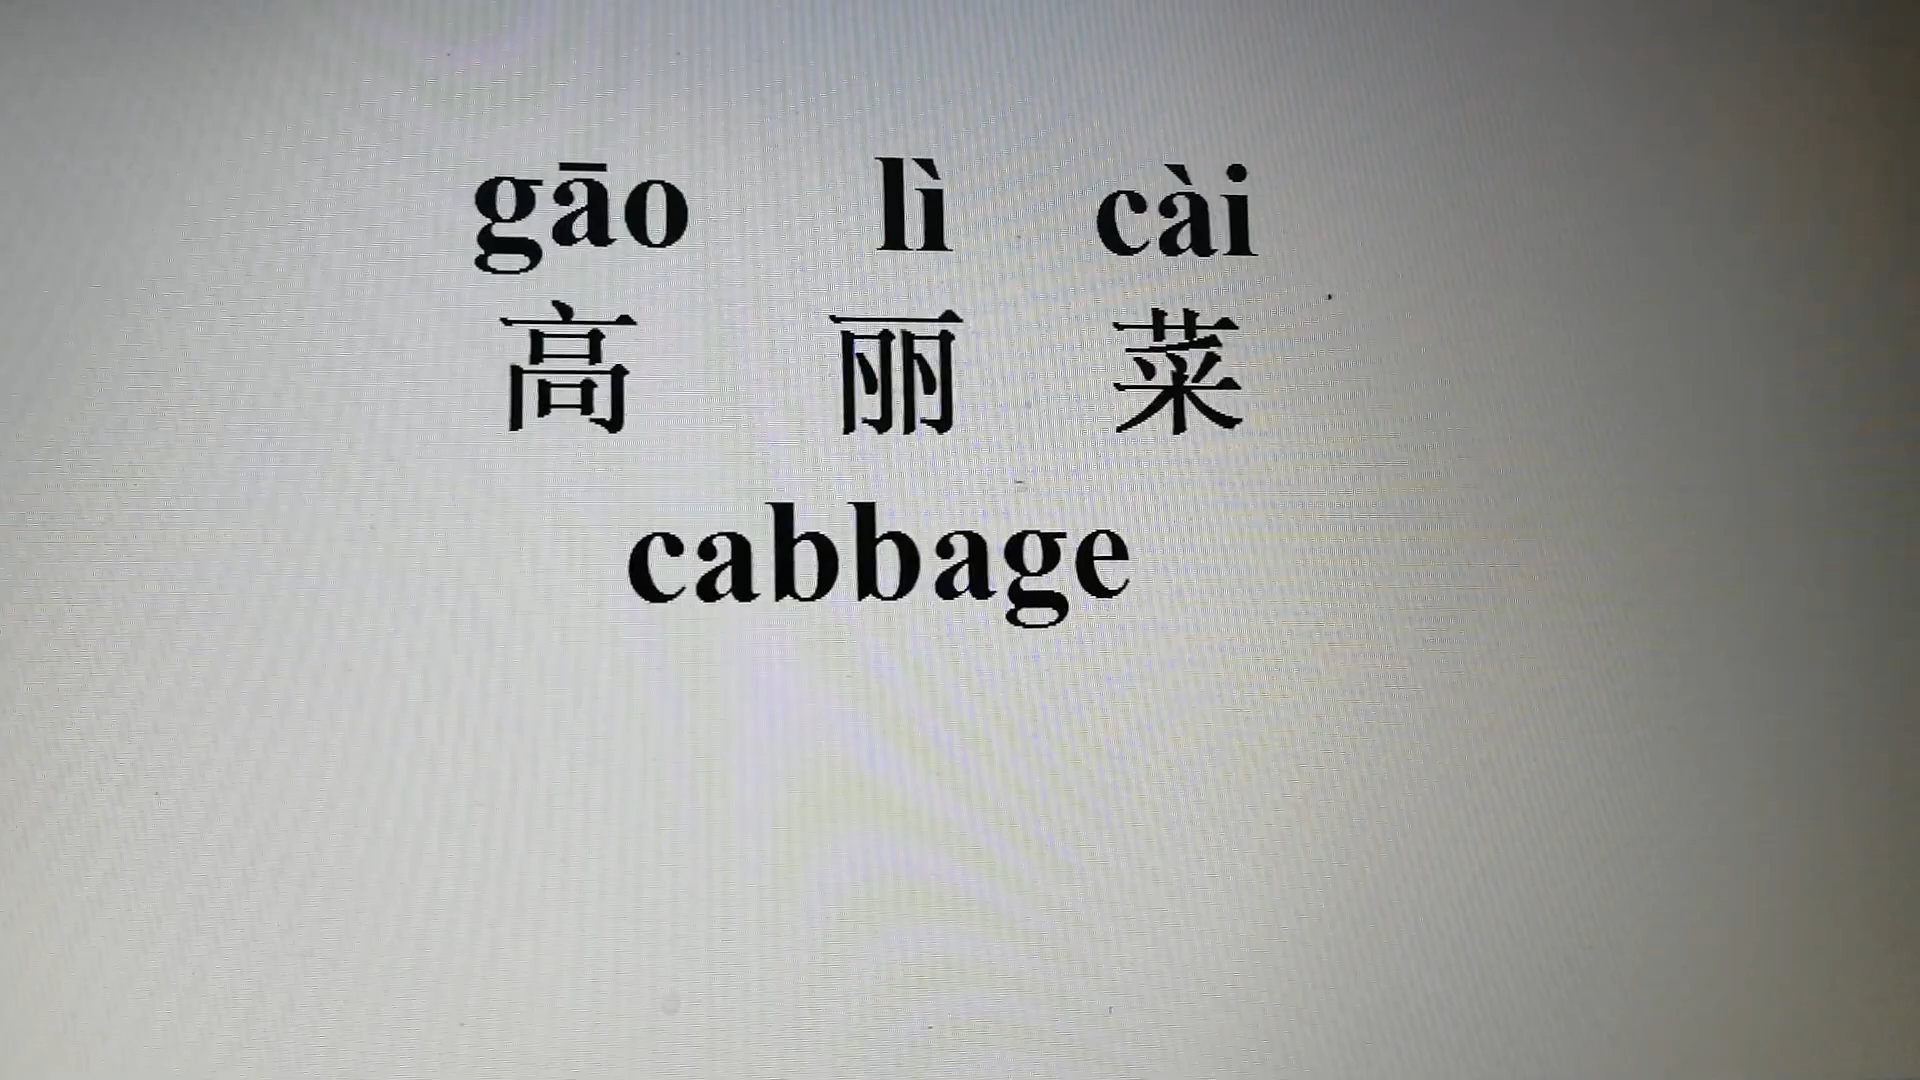 gāo lì cài
高 丽 菜
cabbage